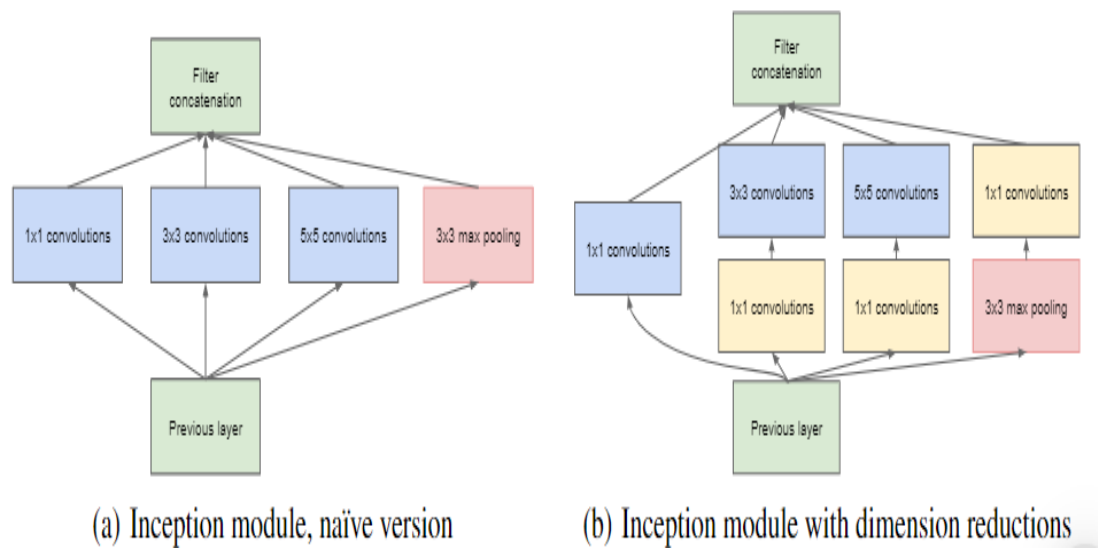 Filter
concatenation
1x1 convolutions
3x3 convolutions
5x5 convolutions
3x3 max pooling
Previous layer
(a) Inception module, naïve version
Filter
concatenation
3x3 convolutions
5x5 convolutions
1x1 convolutions
1x1 convolutions
1x1 convolutions
1x1 convolutions
3x3 max pooling
Previous layer
(b) Inception module with dimension reductions